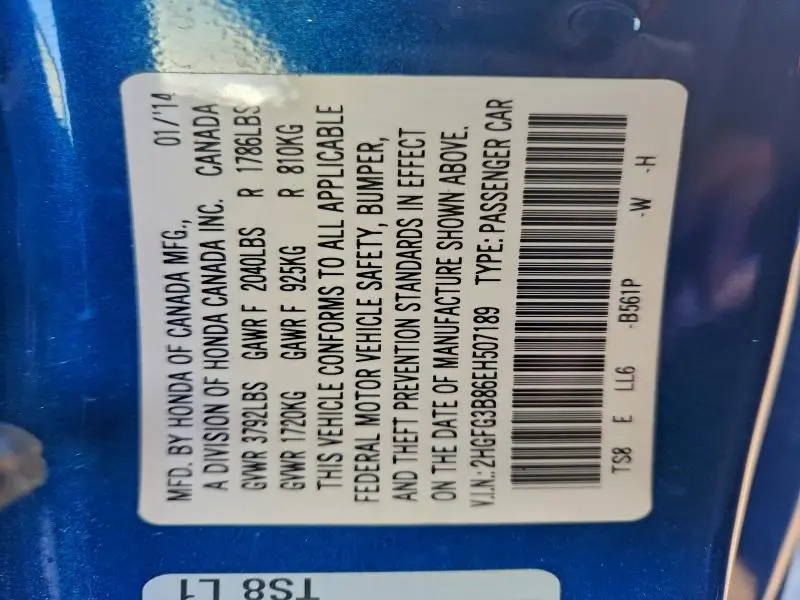 MFD. BY HONDA OF CANADA MFG., 01/'14
A DIVISION OF HONDA CANADA INC. CANADA
GVWR 3792LBS GAWR F 2040LBS R 1786LBS
GVWR 1720KG GAWR F 925KG R 810KG
THIS VEHICLE CONFORMS TO ALL APPLICABLE
FEDERAL MOTOR VEHICLE SAFETY, BUMPER,
AND THEFT PREVENTION STANDARDS IN EFFECT
ON THE DATE OF MANUFACTURE SHOWN ABOVE.
V.I.N.:2HGFG3B86EH507189 TYPE: PASSENGER CAR
TS8 E LL6 -B561P -W -H
TS8 L1